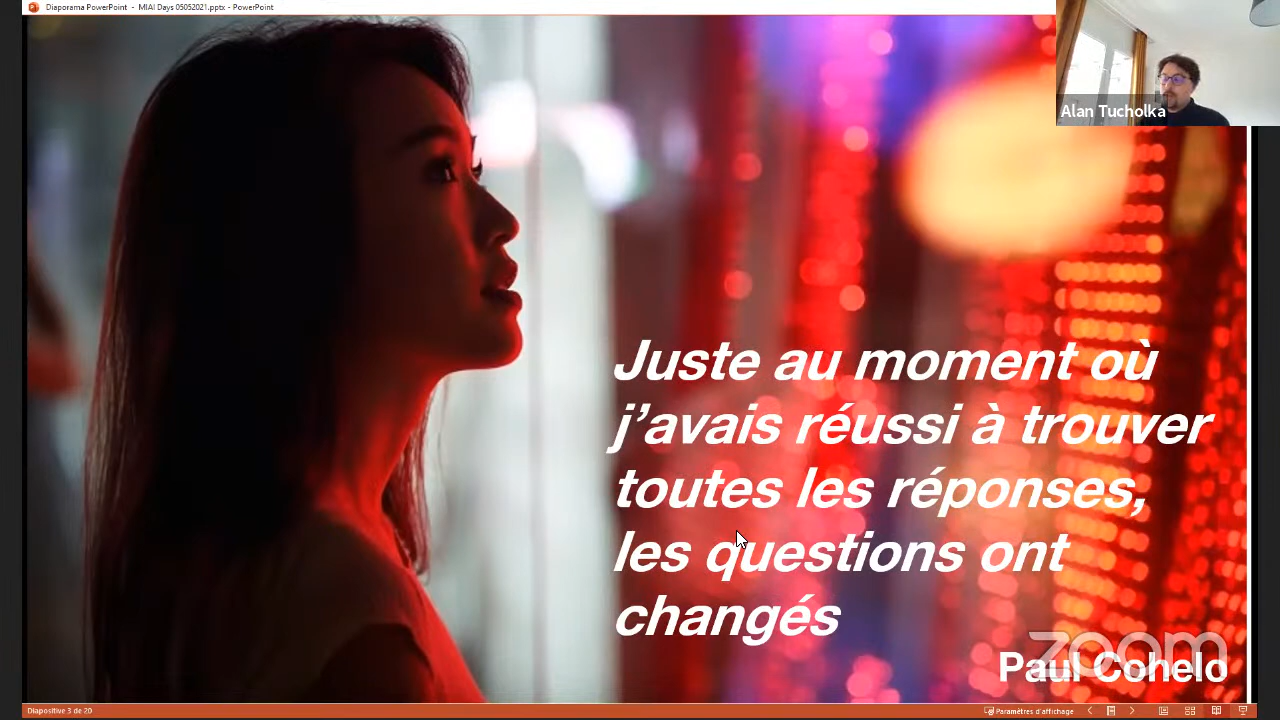 Diaporama PowerPoint - MIAI Days 05052021.pptx - PowerPoint
Alan Tucholka
Juste au moment où
j’avais réussi à trouver
toutes les réponses,
les questions ont
changés
zoom
Paul Cohelo
Diapositive 3 de 20
Paramètres d'affichage